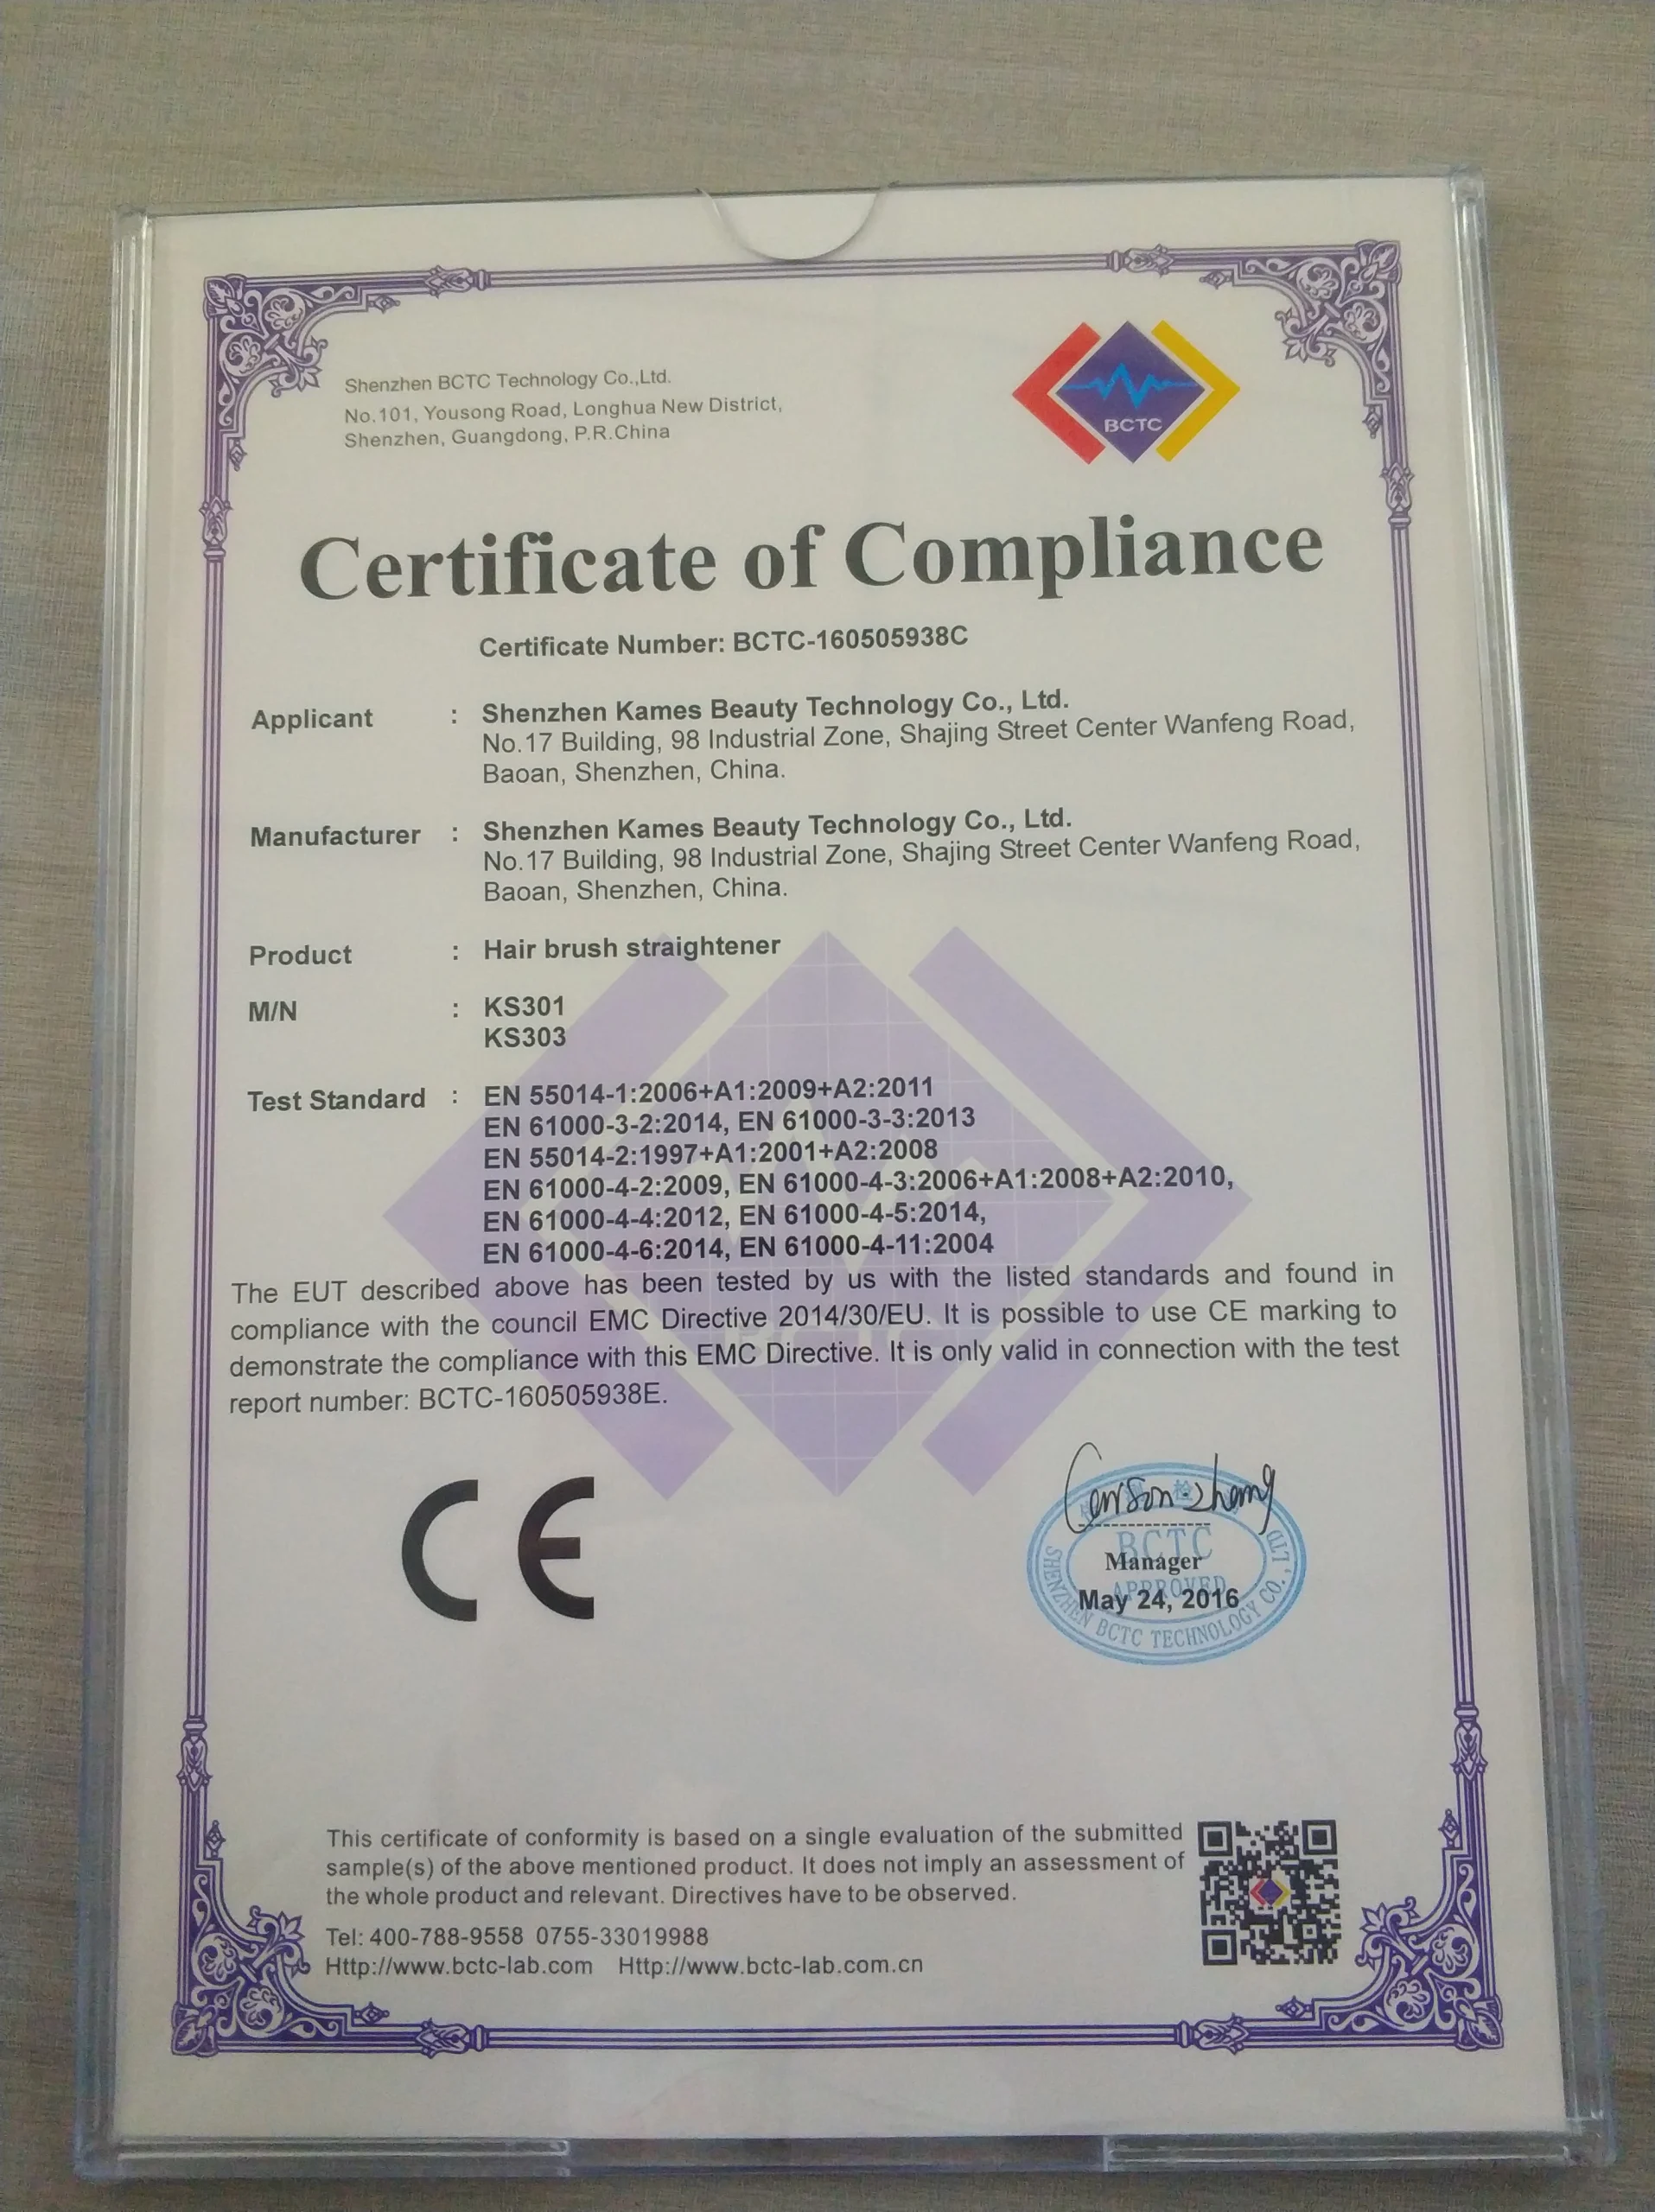 Shenzhen BCTC Technology Co.,Ltd.
No.101, Yousong Road, Longhua New District,
Shenzhen, Guangdong, P.R.China
BCTC
Certificate of Compliance
Certificate Number: BCTC-160505938C
Applicant : Shenzhen Kames Beauty Technology Co., Ltd.
No.17 Building, 98 Industrial Zone, Shajing Street Center Wanfeng Road,
Baoan, Shenzhen, China.
Manufacturer : Shenzhen Kames Beauty Technology Co., Ltd.
No.17 Building, 98 Industrial Zone, Shajing Street Center Wanfeng Road,
Baoan, Shenzhen, China.
Product : Hair brush straightener
M/N : KS301
KS303
Test Standard : EN 55014-1:2006+A1:2009+A2:2011
EN 61000-3-2:2014, EN 61000-3-3:2013
EN 55014-2:1997+A1:2001+A2:2008
EN 61000-4-2:2009, EN 61000-4-3:2006+A1:2008+A2:2010,
EN 61000-4-4:2012, EN 61000-4-5:2014,
EN 61000-4-6:2014, EN 61000-4-11:2004
The EUT described above has been tested by us with the listed standards and found in
compliance with the council EMC Directive 2014/30/EU. It is possible to use CE marking to
demonstrate the compliance with this EMC Directive. It is only valid in connection with the test
report number: BCTC-160505938E.
CE
BCTC
Manager
APPROVED
May 24, 2016
SHENZHEN BCTC TECHNOLOGY CO., LTD
This certificate of conformity is based on a single evaluation of the submitted
sample(s) of the above mentioned product. It does not imply an assessment of
the whole product and relevant. Directives have to be observed.
Tel: 400-788-9558 0755-33019988
Http://www.bctc-lab.com Http://www.bctc-lab.com.cn